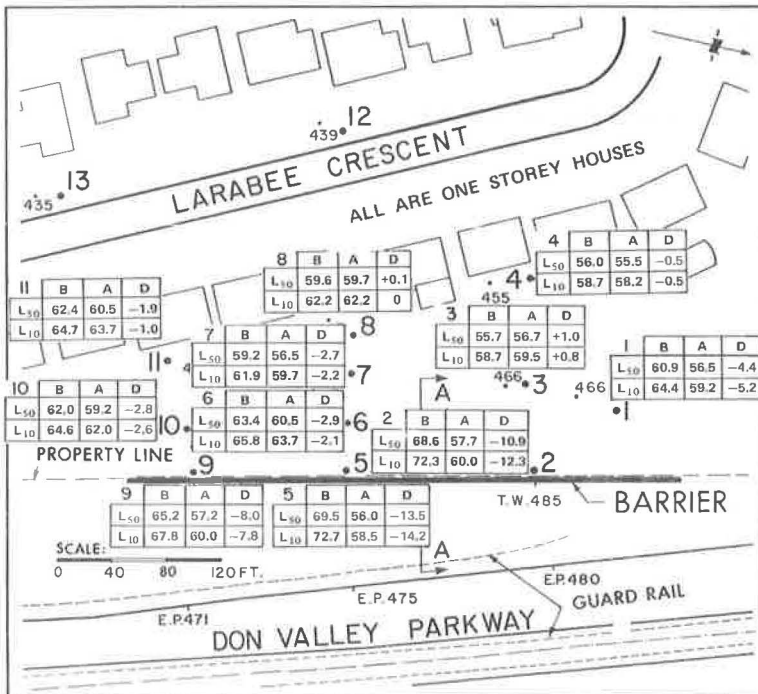 12
439
LARABEE CRESCENT
13
435
ALL ARE ONE STOREY HOUSES
8
B A D
L50 59.6 59.7 +0.1
L10 62.2 62.2 0
4
B A D
L50 56.0 55.5 -0.5
L10 58.7 58.2 -0.5
4
455
11
B A D
L50 62.4 60.5 -1.9
L10 64.7 63.7 -1.0
8
3
B A D
L50 55.7 56.7 +1.0
L10 58.7 59.5 +0.8
7
B A D
L50 59.2 56.5 -2.7
L10 61.9 59.7 -2.2
7
1
B A D
L50 60.9 56.5 -4.4
L10 64.4 59.2 -5.2
11
4
A
466
3
466
1
10
B A D
L50 62.0 59.2 -2.8
L10 64.6 62.0 -2.6
10
6
B A D
L50 63.4 60.5 -2.9
L10 65.8 63.7 -2.1
6
2
B A D
L50 68.6 57.7 -10.9
L10 72.3 60.0 -12.3
PROPERTY LINE
9
5
2
T.W.485
BARRIER
9
B A D
L50 65.2 57.2 -8.0
L10 67.8 60.0 -7.8
5
B A D
L50 69.5 56.0 -13.5
L10 72.7 58.5 -14.2
A
SCALE:
0 40 80 120 FT.
E.P.480
E.P.475
E.P.471
GUARD RAIL
DON VALLEY PARKWAY